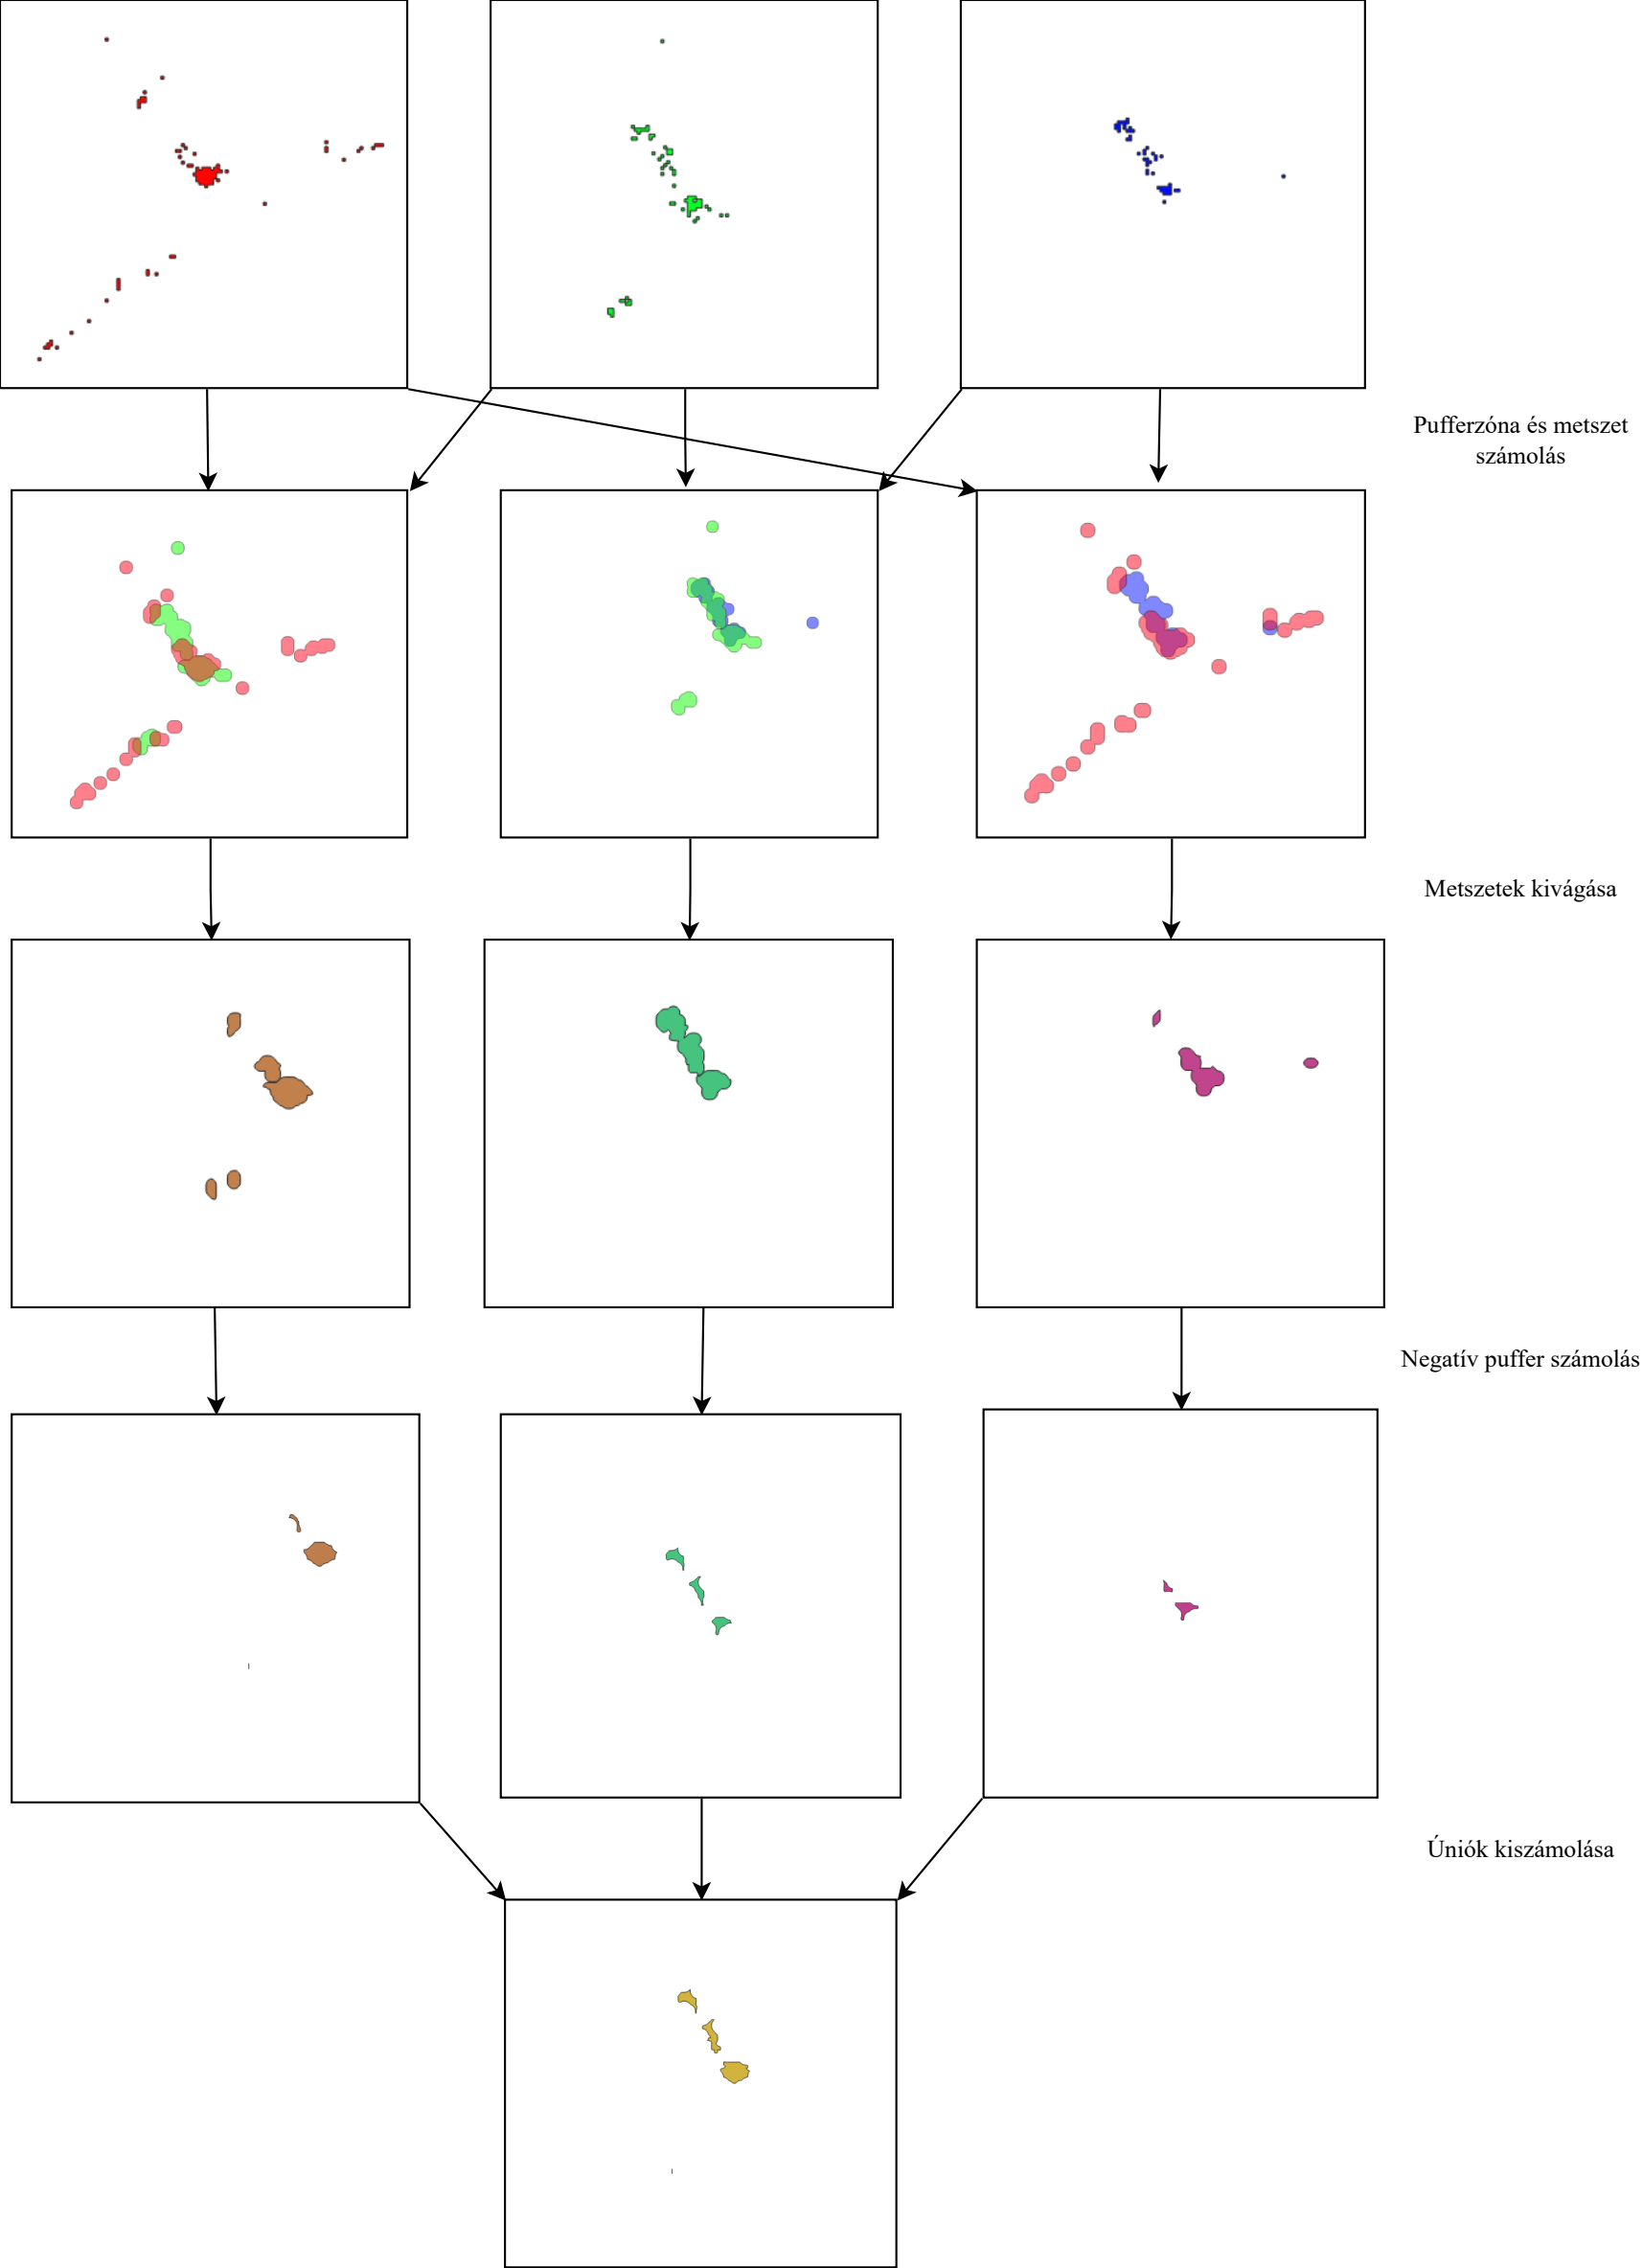 Pufferzóna és metszet
számolás
Metszetek kivágása
Negatív puffer számolás
Úniók kiszámolása